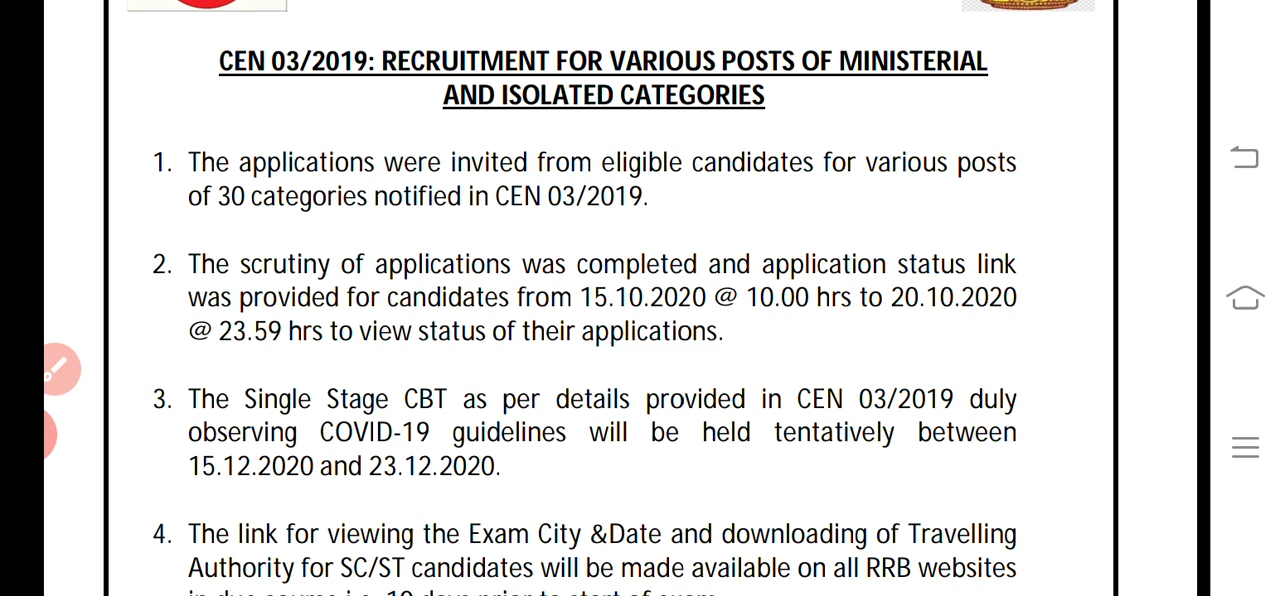 CEN 03/2019: RECRUITMENT FOR VARIOUS POSTS OF MINISTERIAL
AND ISOLATED CATEGORIES
1. The applications were invited from eligible candidates for various posts
of 30 categories notified in CEN 03/2019.
2. The scrutiny of applications was completed and application status link
was provided for candidates from 15.10.2020 @ 10.00 hrs to 20.10.2020
@ 23.59 hrs to view status of their applications.
3. The Single Stage CBT as per details provided in CEN 03/2019 duly
observing COVID-19 guidelines will be held tentatively between
15.12.2020 and 23.12.2020.
4. The link for viewing the Exam City &Date and downloading of Travelling
Authority for SC/ST candidates will be made available on all RRB websites